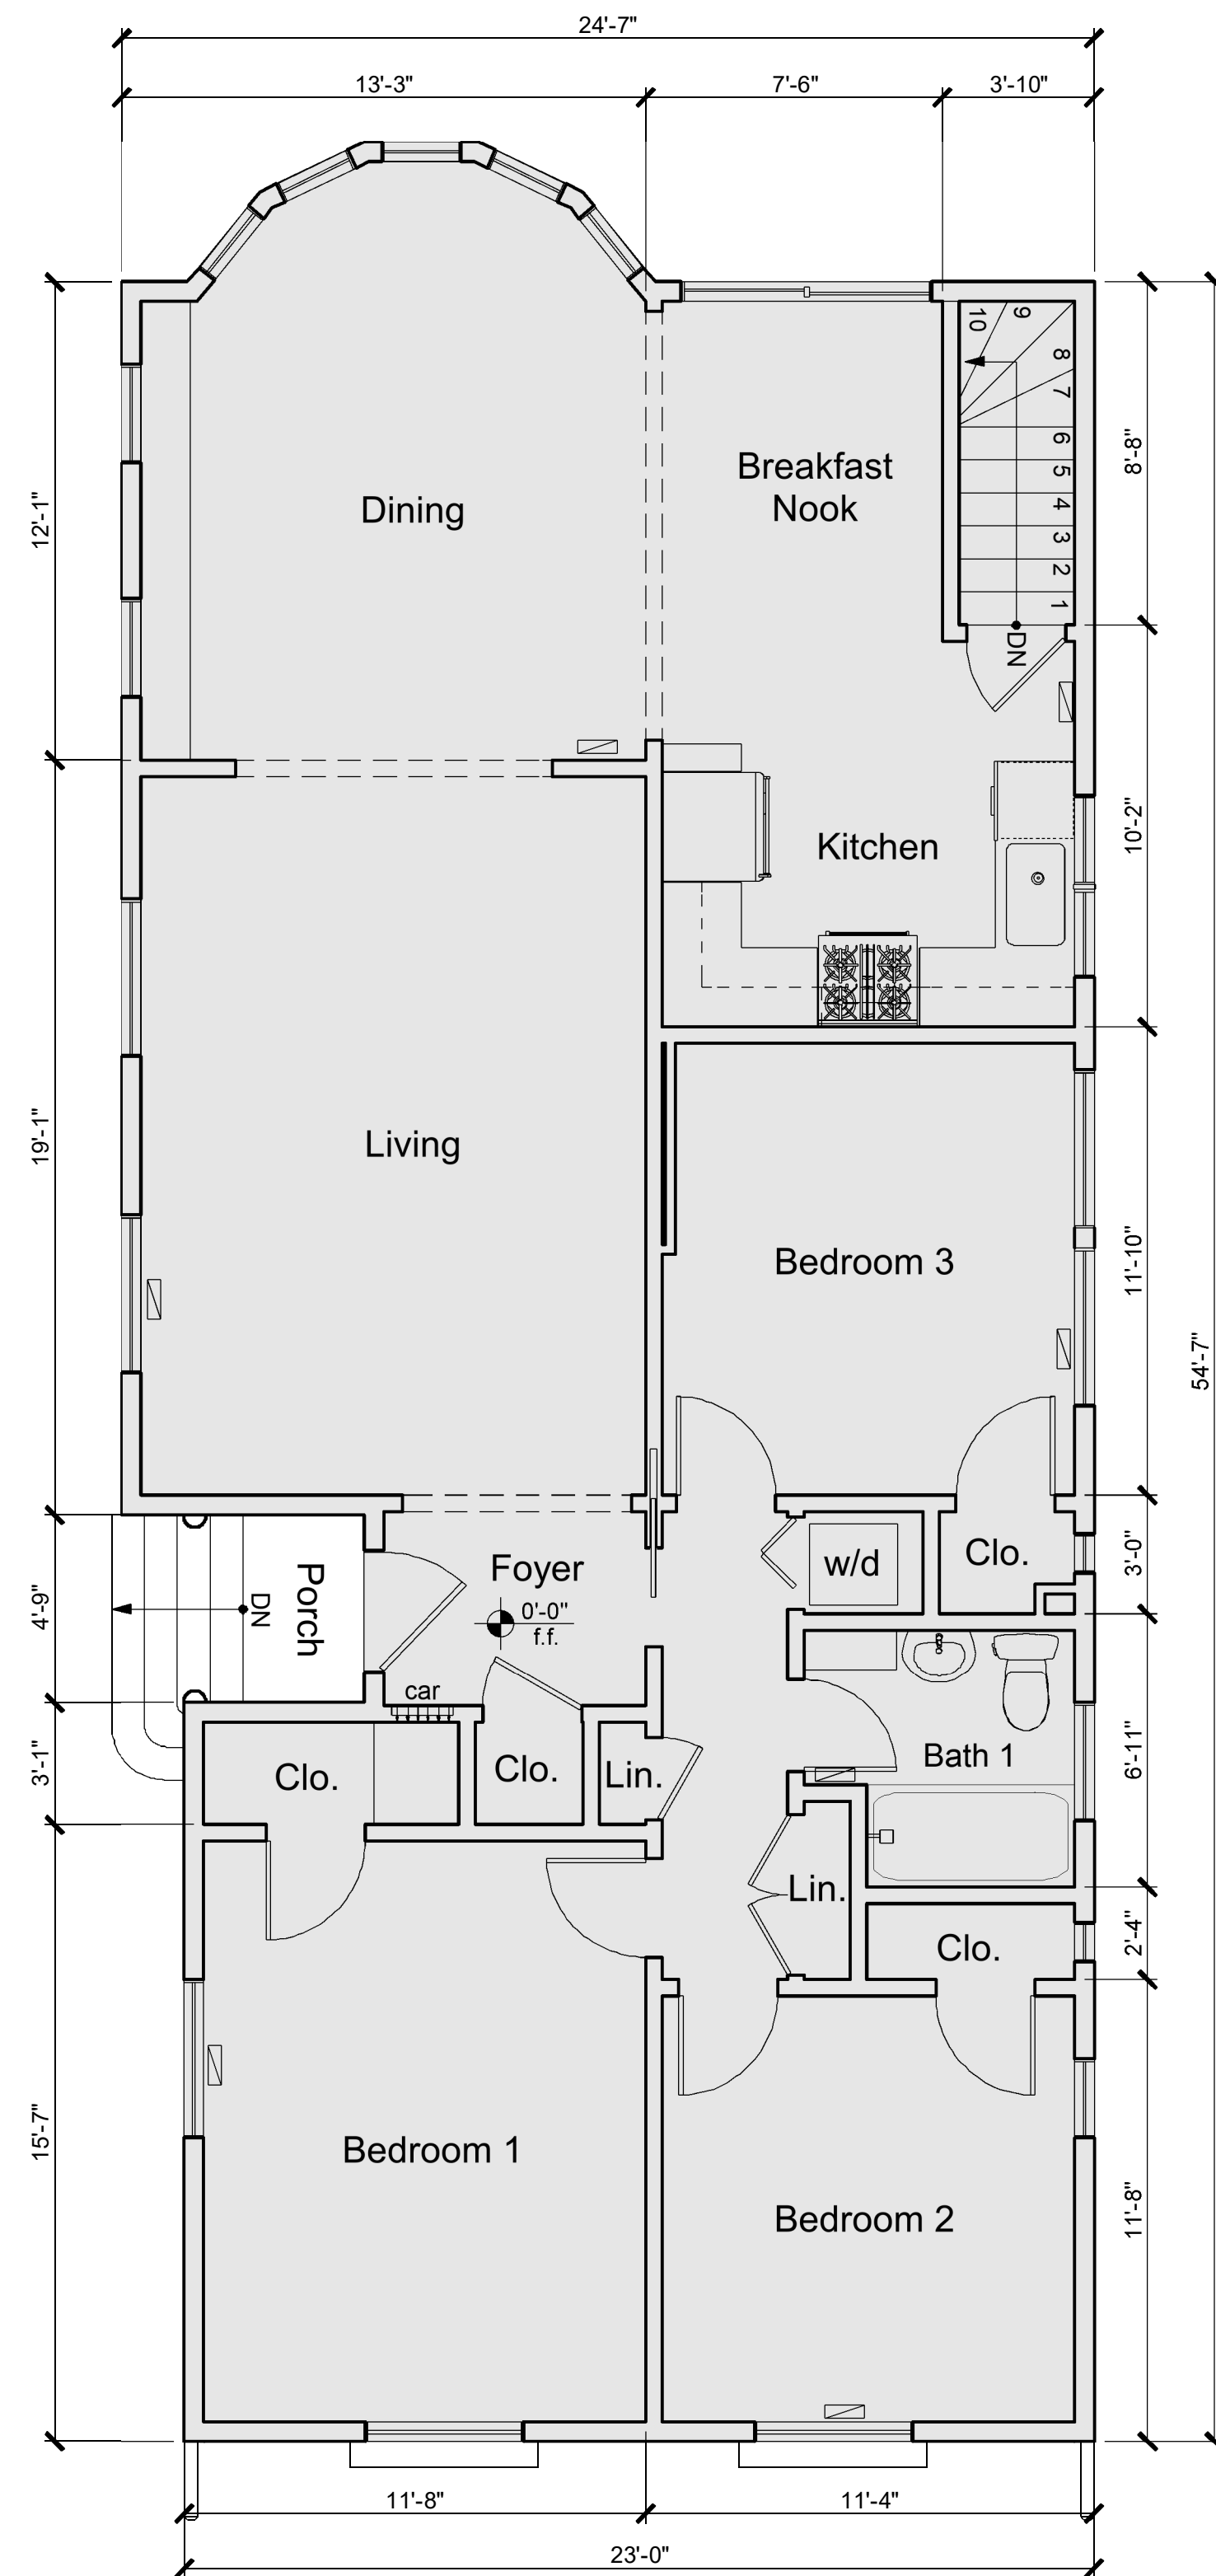 24'-7"
13'-3"
7'-6"
3'-10"
10
9
8
7
6
5
4
3
2
1
DN
8'-8"
Breakfast
Nook
Dining
12'-1"
10'-2"
Kitchen
Living
19'-1"
Bedroom 3
11'-10"
54'-7"
Foyer
0'-0"
f.f.
Porch
DN
4'-9"
w/d
Clo.
3'-0"
car
Clo.
Clo.
Lin.
3'-1"
Bath 1
6'-11"
Lin.
Clo.
2'-4"
Bedroom 1
15'-7"
Bedroom 2
11'-8"
11'-8"
11'-4"
23'-0"